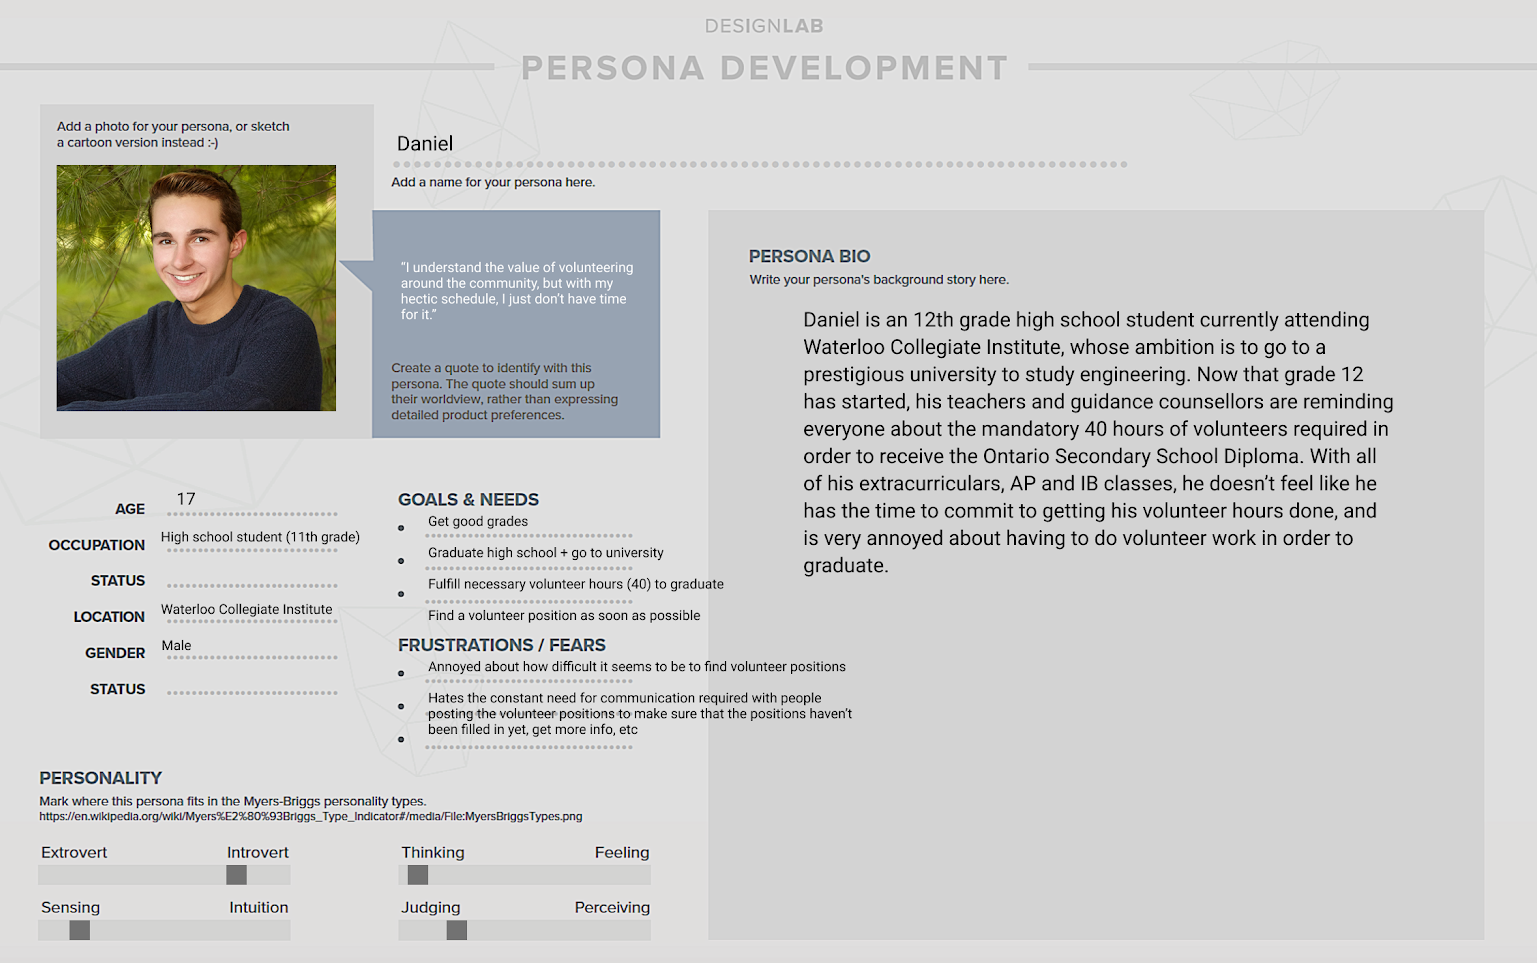 DESIGNLAB
PERSONA DEVELOPMENT
Add a photo for your persona, or sketch
a cartoon version instead :-)
Daniel
Add a name for your persona here.
"I understand the value of volunteering
around the community, but with my
hectic schedule, I just don't have time
for it."
Create a quote to identify with this
persona. The quote should sum up
their worldview, rather than expressing
detailed product preferences.
AGE 17
OCCUPATION High school student (11th grade)
STATUS
LOCATION Waterloo Collegiate Institute
GENDER Male
STATUS
GOALS & NEEDS
Get good grades
Graduate high school + go to university
Fulfill necessary volunteer hours (40) to graduate
Find a volunteer position as soon as possible
FRUSTRATIONS / FEARS
Annoyed about how difficult it seems to be to find volunteer positions
Hates the constant need for communication required with people
posting the volunteer positions to make sure that the positions haven't
been filled in yet, get more info, etc
PERSONA BIO
Write your persona's background story here.
Daniel is an 12th grade high school student currently attending
Waterloo Collegiate Institute, whose ambition is to go to a
prestigious university to study engineering. Now that grade 12
has started, his teachers and guidance counsellors are reminding
everyone about the mandatory 40 hours of volunteers required in
order to receive the Ontario Secondary School Diploma. With all
of his extracurriculars, AP and IB classes, he doesn't feel like he
has the time to commit to getting his volunteer hours done, and
is very annoyed about having to do volunteer work in order to
graduate.
PERSONALITY
Mark where this persona fits in the Myers-Briggs personality types.
https://en.wikipedia.org/wiki/Myers%E2%80%93Briggs_Type_Indicator#/media/File:MyersBriggsTypes.png
Extrovert Introvert
Thinking Feeling
Sensing Intuition
Judging Perceiving